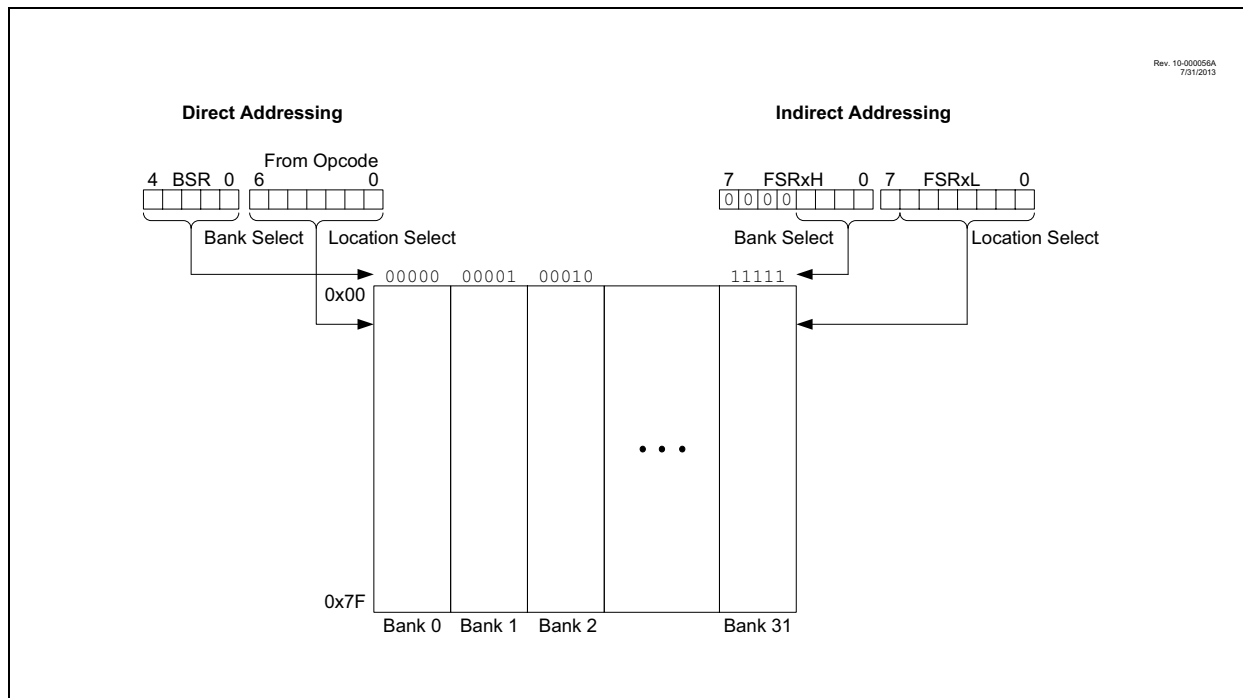 Rev. 10-000056A
7/31/2013
Direct Addressing
Indirect Addressing
From Opcode
4 BSR 0 6 0
7 FSRxH 0 7 FSRxL 0
0 0 0 0
Bank Select Location Select
Bank Select Location Select
00000 00001 00010 11111
0x00
• • •
0x7F
Bank 0 Bank 1 Bank 2 Bank 31